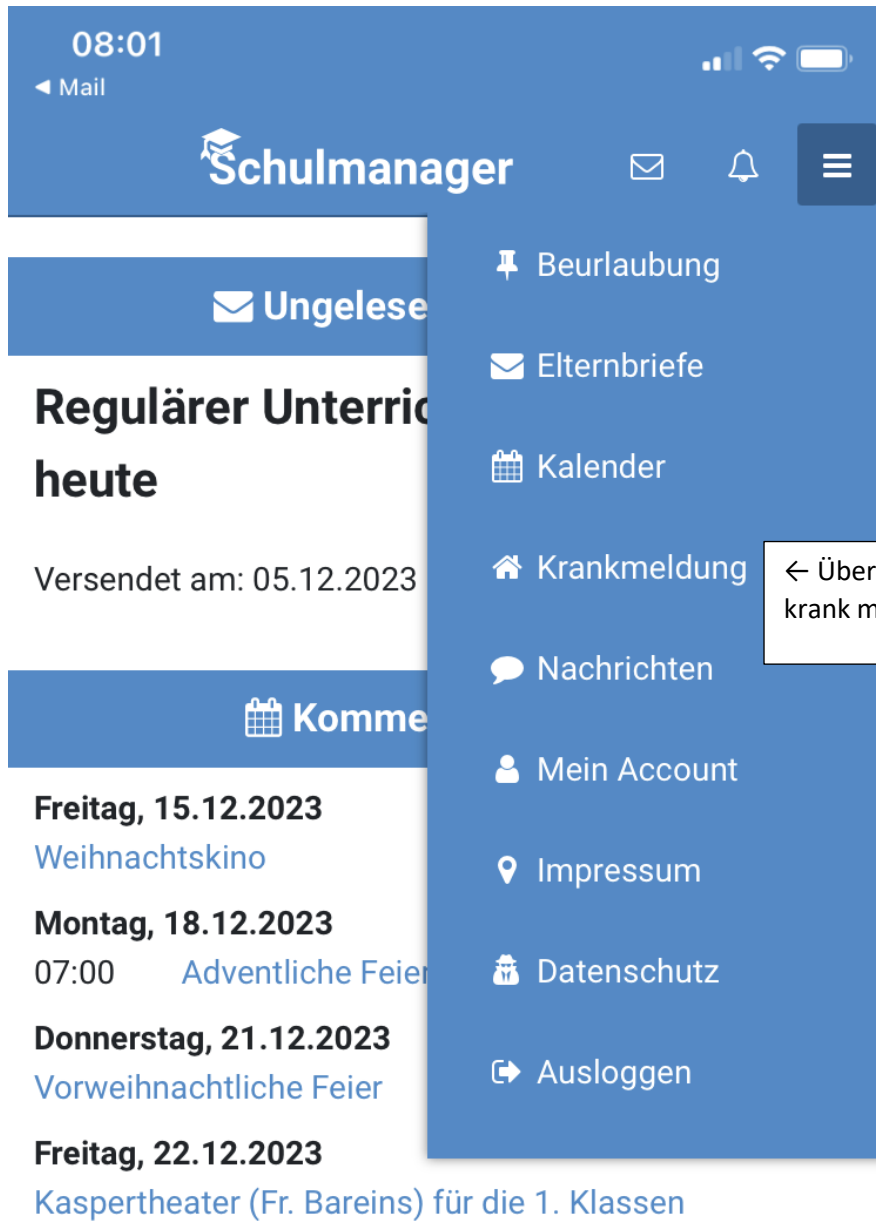 08:01
◀ Mail
Schulmanager
Ungelese
Regulärer Unterric
heute
Versendet am: 05.12.2023
Komme
Freitag, 15.12.2023
Weihnachtskino
Montag, 18.12.2023
07:00 Adventliche Feier
Donnerstag, 21.12.2023
Vorweihnachtliche Feier
Freitag, 22.12.2023
Kaspertheater (Fr. Bareins) für die 1. Klassen
Beurlaubung
Elternbriefe
Kalender
Krankmeldung
← Über
krank m
Nachrichten
Mein Account
Impressum
Datenschutz
Ausloggen